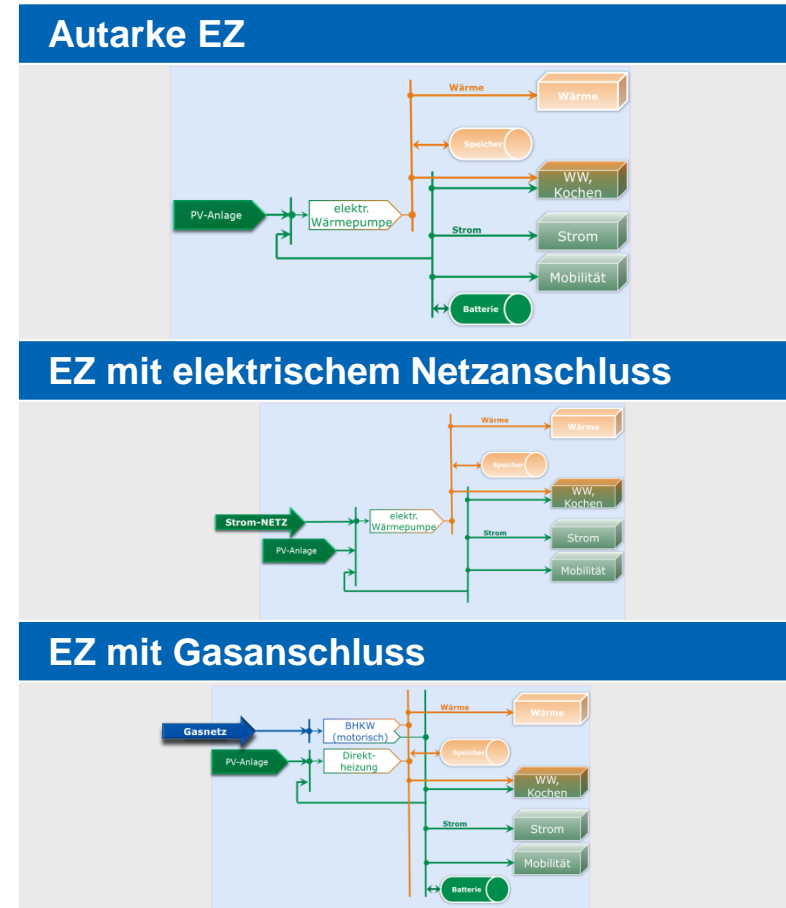 Autarke EZ
Wärme
Wärme
Speicher
WW,
Kochen
PV-Anlage
elektr.
Wärmepumpe
Strom
Strom
Mobilität
Batterie
EZ mit elektrischem Netzanschluss
Wärme
Wärme
Speicher
WW,
Kochen
Strom-NETZ
elektr.
Wärmepumpe
Strom
Strom
PV-Anlage
Mobilität
EZ mit Gasanschluss
Wärme
Wärme
Gasnetz
BHKW
(motorisch)
Speicher
PV-Anlage
Direkt-
heizung
WW,
Kochen
Strom
Strom
Mobilität
Batterie